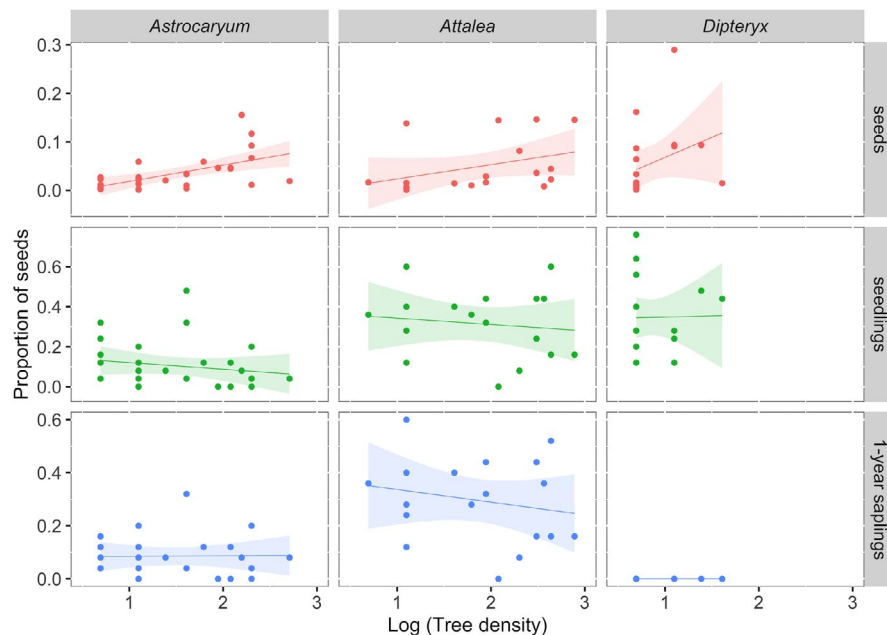 Astrocaryum Attalea Dipteryx
0.3
0.2
0.1
0.0
seeds
0.6
0.4
0.2
0.0
seedlings
0.6
0.4
0.2
0.0
1-year saplings
Proportion of seeds
1 2 3 1 2 3 1 2 3
Log (Tree density)